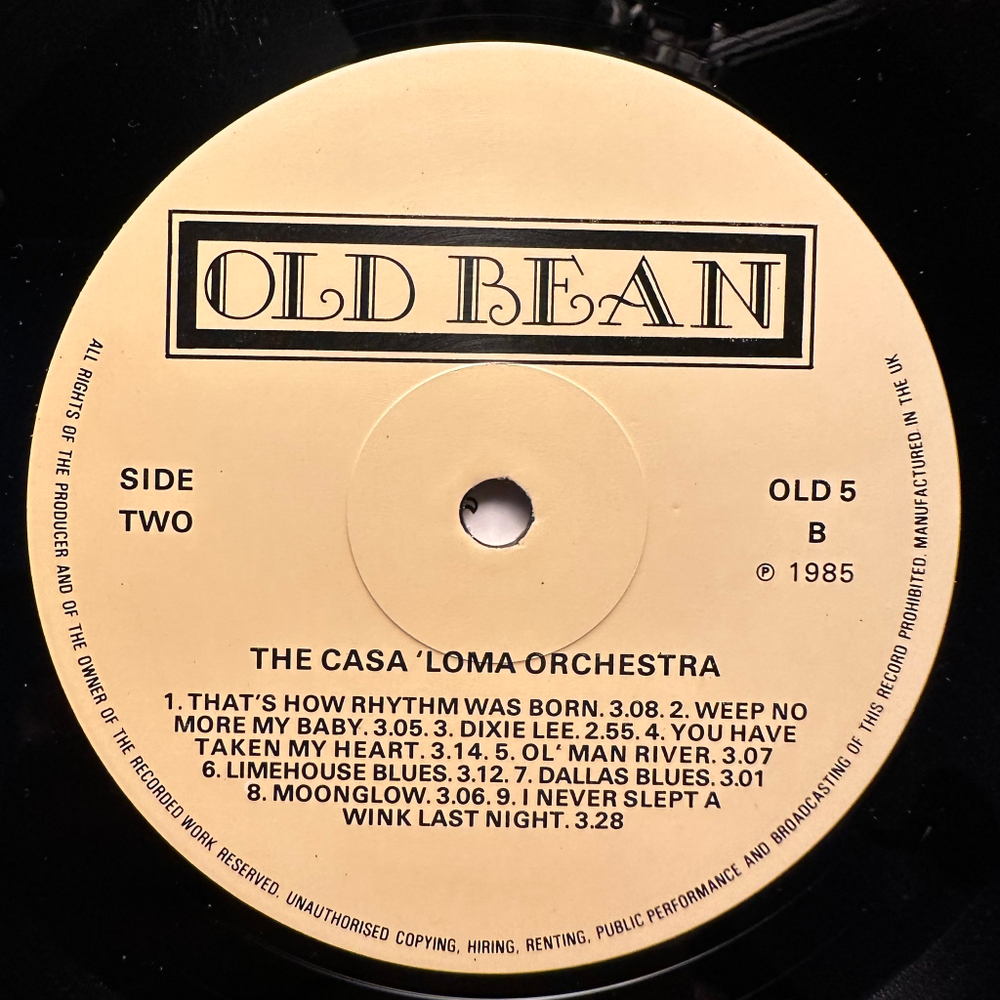 OLD BEAN
SIDE
TWO
OLD 5
B
℗ 1985
THE CASA 'LOMA ORCHESTRA
1. THAT'S HOW RHYTHM WAS BORN. 3.08. 2. WEEP NO
MORE MY BABY. 3.05. 3. DIXIE LEE. 2.55. 4. YOU HAVE
TAKEN MY HEART. 3.14. 5. OL' MAN RIVER. 3.07
6. LIMEHOUSE BLUES. 3.12. 7. DALLAS BLUES. 3.01
8. MOONGLOW. 3.06. 9. I NEVER SLEPT A
WINK LAST NIGHT. 3.28
ALL RIGHTS OF THE PRODUCER AND OF THE OWNER OF THE RECORDED WORK RESERVED. UNAUTHORISED COPYING, HIRING, RENTING, PUBLIC PERFORMANCE AND BROADCASTING OF THIS RECORD PROHIBITED. MANUFACTURED IN THE UK